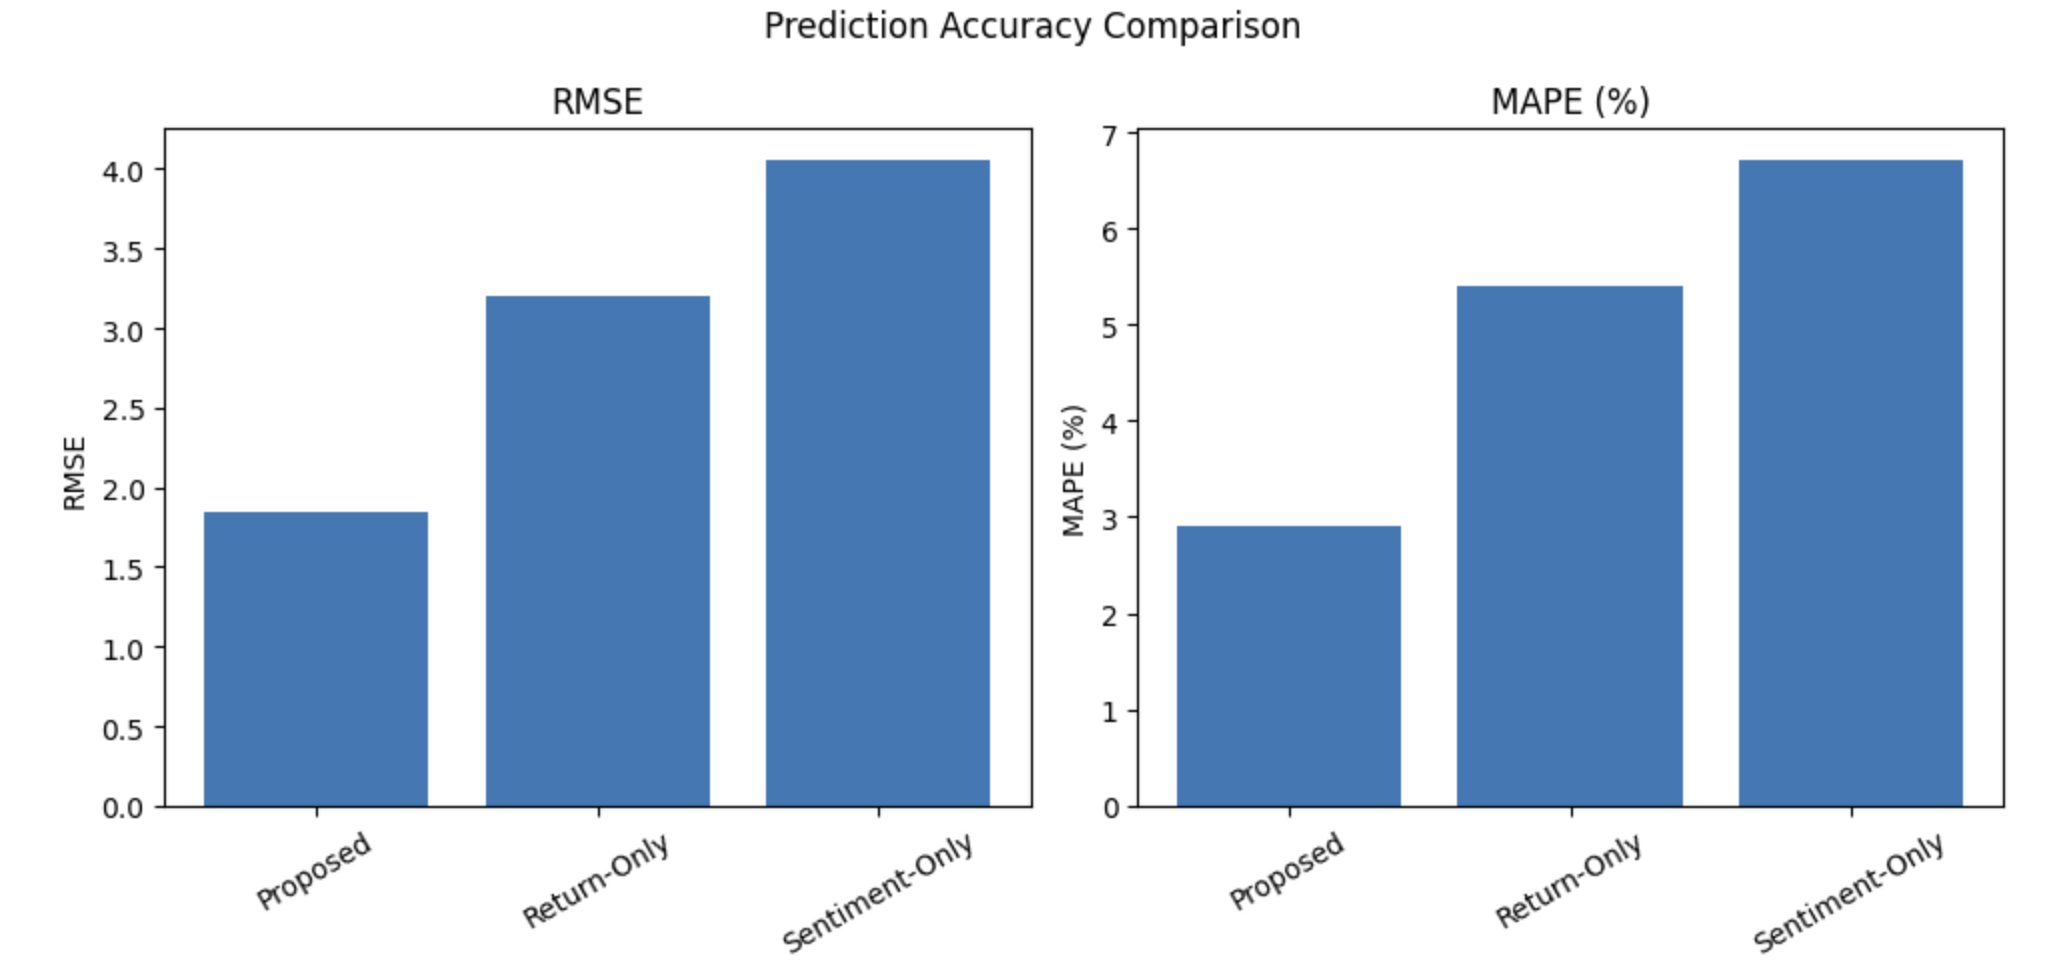 Prediction Accuracy Comparison
RMSE
4.0
3.5
3.0
2.5
2.0
1.5
1.0
0.5
0.0
RMSE
Proposed
Return-Only
Sentiment-Only
MAPE (%)
7
6
5
4
3
2
1
0
MAPE (%)
Proposed
Return-Only
Sentiment-Only